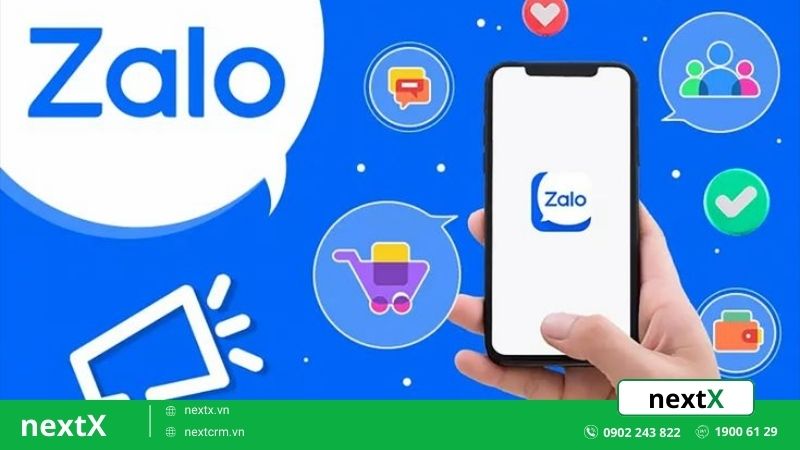 Zalo
Zalo
nextX
nextX
nextx.vn
nextcrm.vn
0902 243 822
1900 61 29